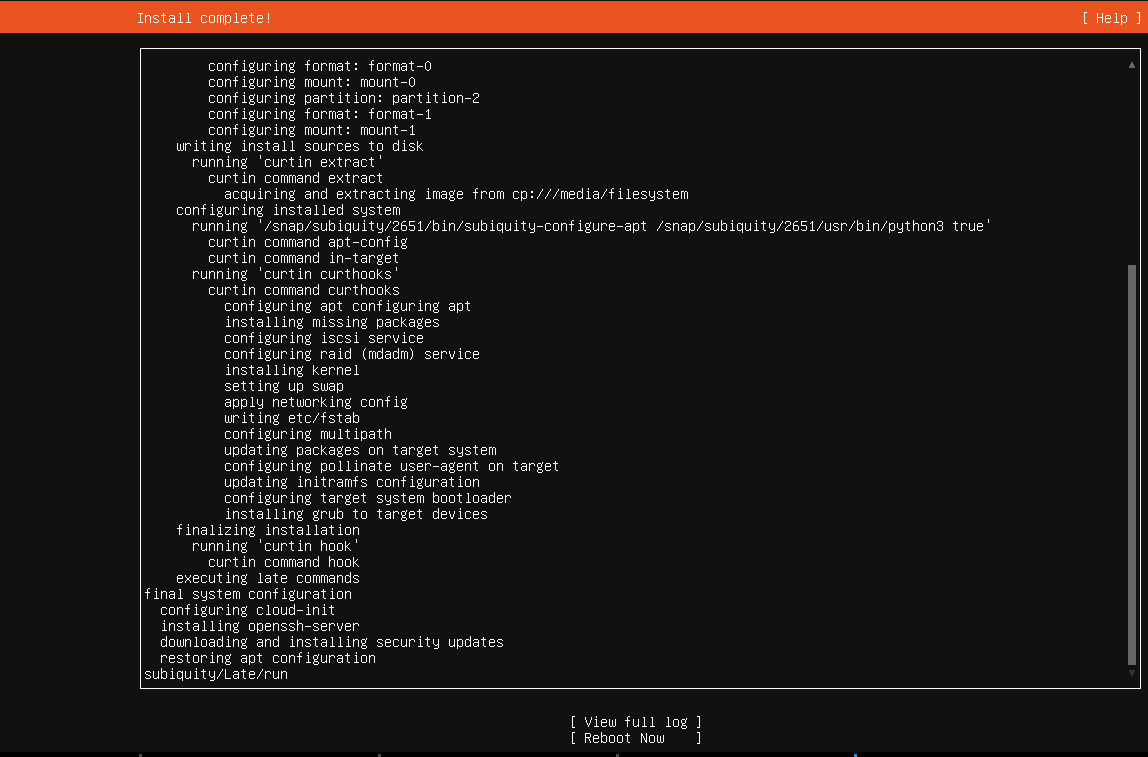 Install complete!
[ Help ]
configuring format: format-0
configuring mount: mount-0
configuring partition: partition-2
configuring format: format-1
configuring mount: mount-1
writing install sources to disk
running 'curtin extract'
curtin command extract
acquiring and extracting image from cp:///media/filesystem
configuring installed system
running '/snap/subiquity/2651/bin/subiquity-configure-apt /snap/subiquity/2651/usr/bin/python3 true'
curtin command apt-config
curtin command in-target
running 'curtin curthooks'
curtin command curthooks
configuring apt configuring apt
installing missing packages
configuring iscsi service
configuring raid (mdadm) service
installing kernel
setting up swap
apply networking config
writing etc/fstab
configuring multipath
updating packages on target system
configuring pollinate user-agent on target
updating initramfs configuration
configuring target system bootloader
installing grub to target devices
finalizing installation
running 'curtin hook'
curtin command hook
executing late commands
final system configuration
configuring cloud-init
installing openssh-server
downloading and installing security updates
restoring apt configuration
subiquity/Late/run
[ View full log ]
[ Reboot Now ]